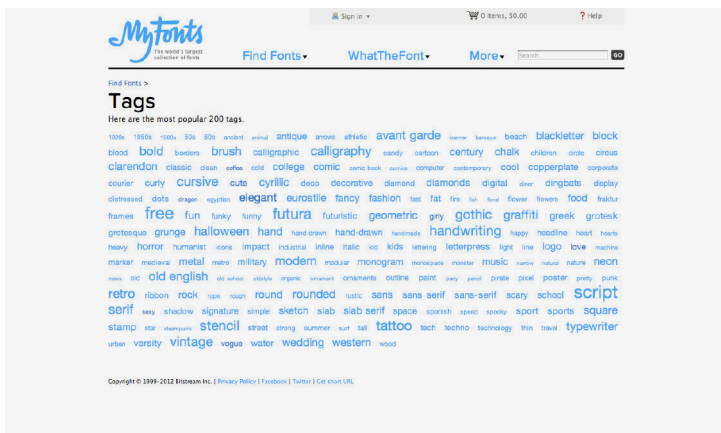 Sign in
0 items, $0.00
? Help
MyFonts
The world's largest
collection of fonts
Find Fonts
WhatTheFont
More
Search
GO
Find Fonts >
Tags
Here are the most popular 200 tags.
1920s 1950s 1960s 50s 60s ancient animal antique arrows athletic avant garde banner baroque beach blackletter block
blood bold borders brush calligraphic calligraphy candy cartoon century chalk children circle circus
clarendon classic clean coffee cold college comic comic book comics computer contemporary cool copperplate corporate
courier curly cursive cute cyrillic deco decorative diamond diamonds digital diner dingbats display
distressed dots dragon egyptian elegant eurostile fancy fashion fast fat fire fish floral flower flowers food fraktur
frames free fun funky funny futura futuristic geometric girly gothic graffiti greek grotesk
grotesque grunge halloween hand hand drawn hand-drawn handmade handwriting happy headline heart hearts
heavy horror humanist icons impact industrial inline italic kid kids lettering letterpress light line logo love machine
marker medieval metal metro military modern modular monogram monospace monster music narrow natural nature neon
news old old english old school oldstyle organic ornament ornaments outline paint party pencil pirate pixel poster pretty punk
retro ribbon rock rope rough round rounded rustic sans sans serif sans-serif scary school script
serif sexy shadow signature simple sketch slab slab serif space spanish speed spooky sport sports square
stamp star steampunk stencil street strong summer surf tall tattoo tech techno technology thin travel typewriter
urban varsity vintage vogue water wedding western wood
Copyright © 1999-2012 Bitstream Inc. | Privacy Policy | Facebook | Twitter | Get short URL